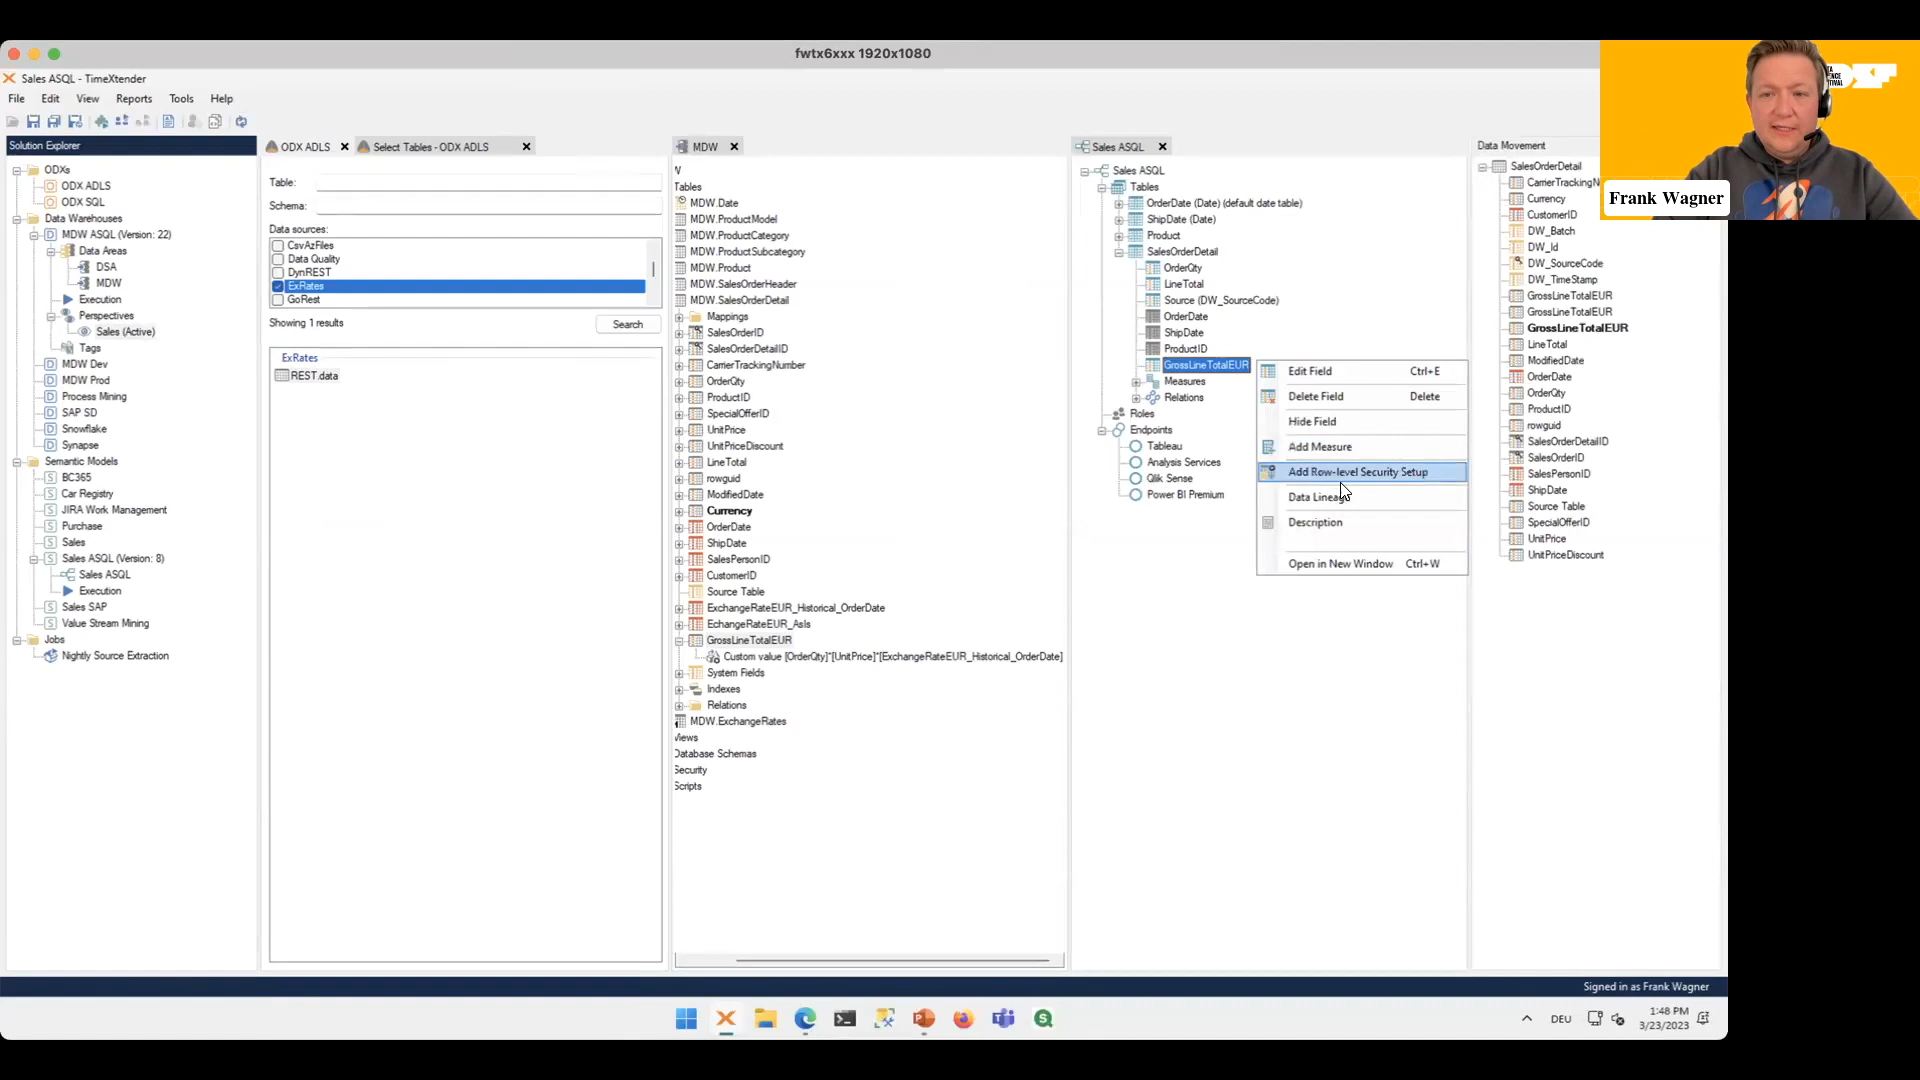 fwtx6xxx 1920x1080
Sales ASQL - TimeXtender
File Edit View Reports Tools Help
Solution Explorer
ODXs
ODX ADLS
ODX SQL
Data Warehouses
MDW ASQL (Version: 22)
Data Areas
DSA
MDW
Execution
Perspectives
Sales (Active)
Tags
MDW Dev
MDW Prod
Process Mining
SAP SD
Snowflake
Synapse
Semantic Models
BC365
Car Registry
JIRA Work Management
Purchase
Sales
Sales ASQL (Version: 8)
Sales ASQL
Execution
Sales SAP
Value Stream Mining
Jobs
Nightly Source Extraction
ODX ADLS
Select Tables - ODX ADLS
Table:
Schema:
Data sources:
CsvAzFiles
Data Quality
DynREST
ExRates
GoRest
Showing 1 results
Search
ExRates
REST.data
MDW
W
Tables
MDW.Date
MDW.ProductModel
MDW.ProductCategory
MDW.ProductSubcategory
MDW.Product
MDW.SalesOrderHeader
MDW.SalesOrderDetail
Mappings
SalesOrderID
SalesOrderDetailID
CarrierTrackingNumber
OrderQty
ProductID
SpecialOfferID
UnitPrice
UnitPriceDiscount
LineTotal
rowguid
ModifiedDate
Currency
OrderDate
ShipDate
SalesPersonID
CustomerID
Source Table
ExchangeRateEUR_Historical_OrderDate
EchangeRateEUR_AsIs
GrossLineTotalEUR
Custom value [OrderQty]*[UnitPrice]*[ExchangeRateEUR_Historical_OrderDate]
System Fields
Indexes
Relations
MDW.ExchangeRates
Views
Database Schemas
Security
Scripts
Sales ASQL
Sales ASQL
Tables
OrderDate (Date) (default date table)
ShipDate (Date)
Product
SalesOrderDetail
OrderQty
LineTotal
Source (DW_SourceCode)
OrderDate
ShipDate
ProductID
GrossLineTotalEUR
Measures
Relations
Roles
Endpoints
Tableau
Analysis Services
Qlik Sense
Power BI Premium
Edit Field Ctrl+E
Delete Field Delete
Hide Field
Add Measure
Add Row-level Security Setup
Data Lineage
Description
Open in New Window Ctrl+W
Data Movement
SalesOrderDetail
CarrierTrackingN
Currency
CustomerID
DW_Batch
DW_Id
DW_SourceCode
DW_TimeStamp
GrossLineTotalEUR
GrossLineTotalEUR
GrossLineTotalEUR
LineTotal
ModifiedDate
OrderDate
OrderQty
ProductID
rowguid
SalesOrderDetailID
SalesOrderID
SalesPersonID
ShipDate
Source Table
SpecialOfferID
UnitPrice
UnitPriceDiscount
Frank Wagner
Signed in as Frank Wagner
DEU
1:48 PM
3/23/2023